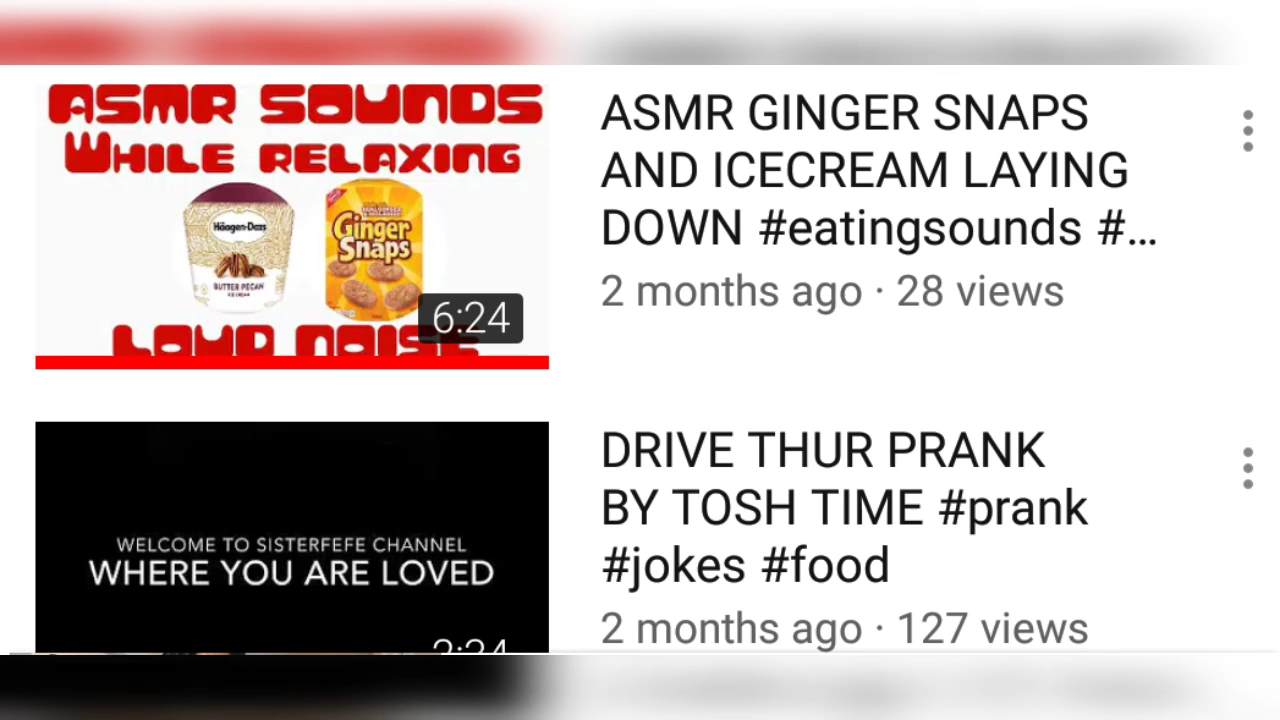 ASMR SOUNDS
WHILE RELAXING
Häagen-Dazs
BUTTER PECAN
ICE CREAM
Ginger
Snaps
6:24
LOUD NOISE
ASMR GINGER SNAPS
AND ICECREAM LAYING
DOWN #eatingsounds #...
2 months ago · 28 views
WELCOME TO SISTERFEFE CHANNEL
WHERE YOU ARE LOVED
DRIVE THUR PRANK
BY TOSH TIME #prank
#jokes #food
2 months ago · 127 views